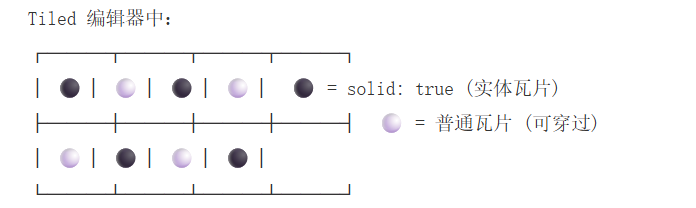 Tiled 编辑器中：
┌──────┬──────┬──────┬──────┐
│ ⚫ │ ⚪ │ ⚫ │ ⚪ │ ⚫ = solid: true (实体瓦片)
├──────┼──────┼──────┼──────┤ ⚪ = 普通瓦片 (可穿过)
│ ⚪ │ ⚫ │ ⚪ │ ⚫ │
└──────┴──────┴──────┴──────┘